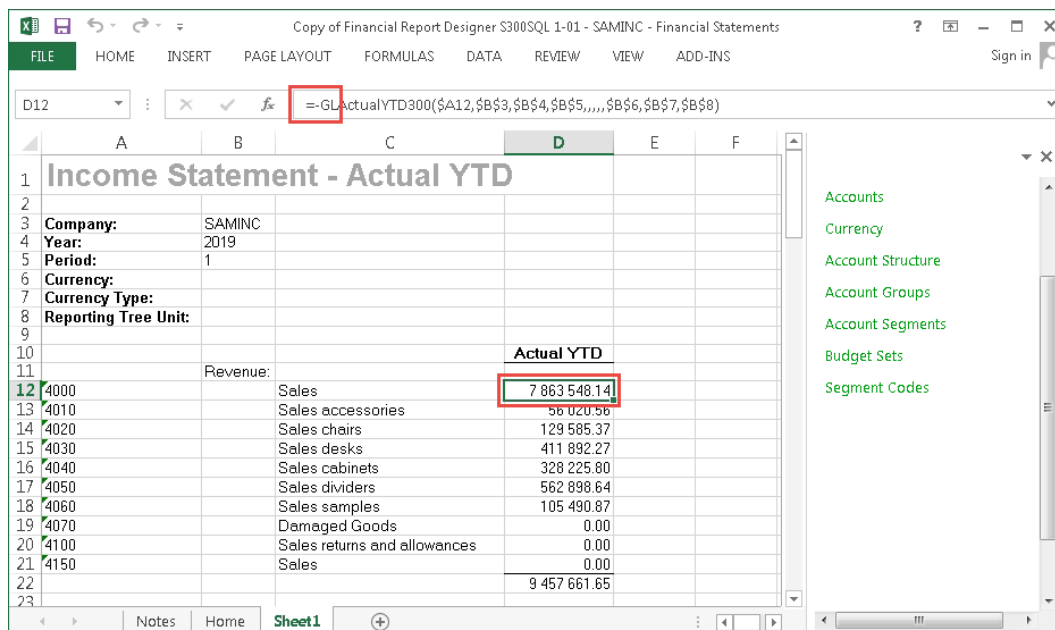 Copy of Financial Report Designer S300SQL 1-01 - SAMINC - Financial Statements
FILE HOME INSERT PAGE LAYOUT FORMULAS DATA REVIEW VIEW ADD-INS Sign in
D12 fx =-GLActualYTD300($A12,$B$3,$B$4,$B$5,,,,,$B$6,$B$7,$B$8)
A B C D E F
1 Income Statement - Actual YTD
2
3 Company: SAMINC
4 Year: 2019
5 Period: 1
6 Currency:
7 Currency Type:
8 Reporting Tree Unit:
9
10 Actual YTD
11 Revenue:
12 4000 Sales 7 863 548.14
13 4010 Sales accessories 56 020.56
14 4020 Sales chairs 129 585.37
15 4030 Sales desks 411 892.27
16 4040 Sales cabinets 328 225.80
17 4050 Sales dividers 562 898.64
18 4060 Sales samples 105 490.87
19 4070 Damaged Goods 0.00
20 4100 Sales returns and allowances 0.00
21 4150 Sales 0.00
22 9 457 661.65
23
Notes Home Sheet1
Accounts
Currency
Account Structure
Account Groups
Account Segments
Budget Sets
Segment Codes